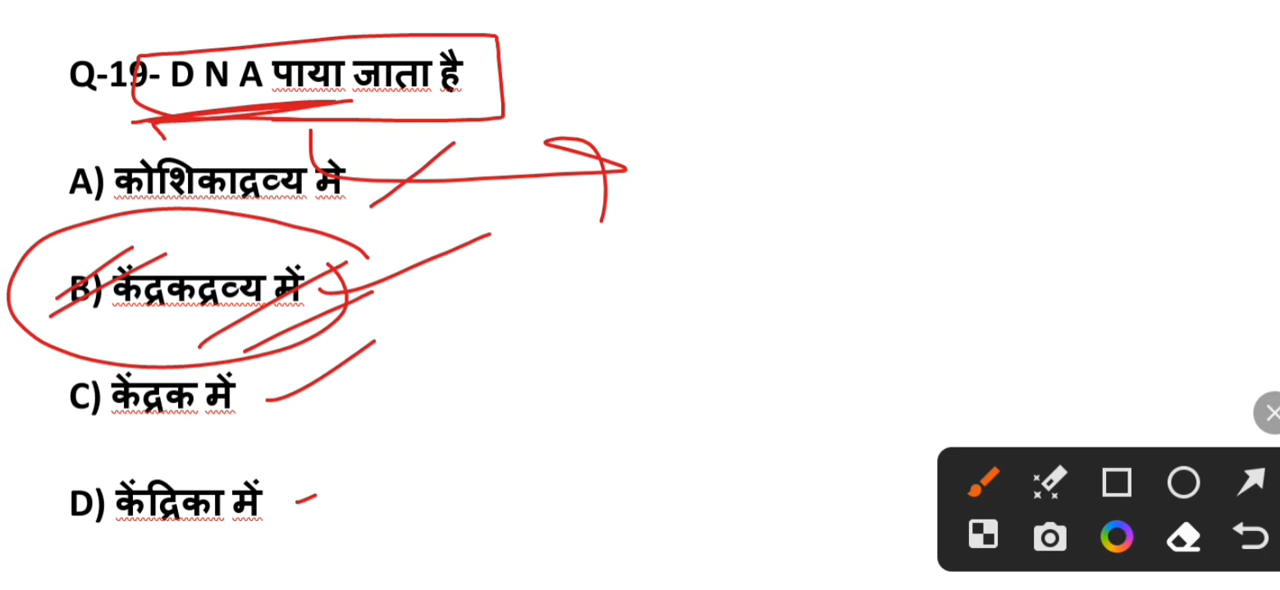 Q-19- D N A पाया जाता है
A) कोशिकाद्रव्य मे
B) केंद्रकद्रव्य में
C) केंद्रक में
D) केंद्रिका में